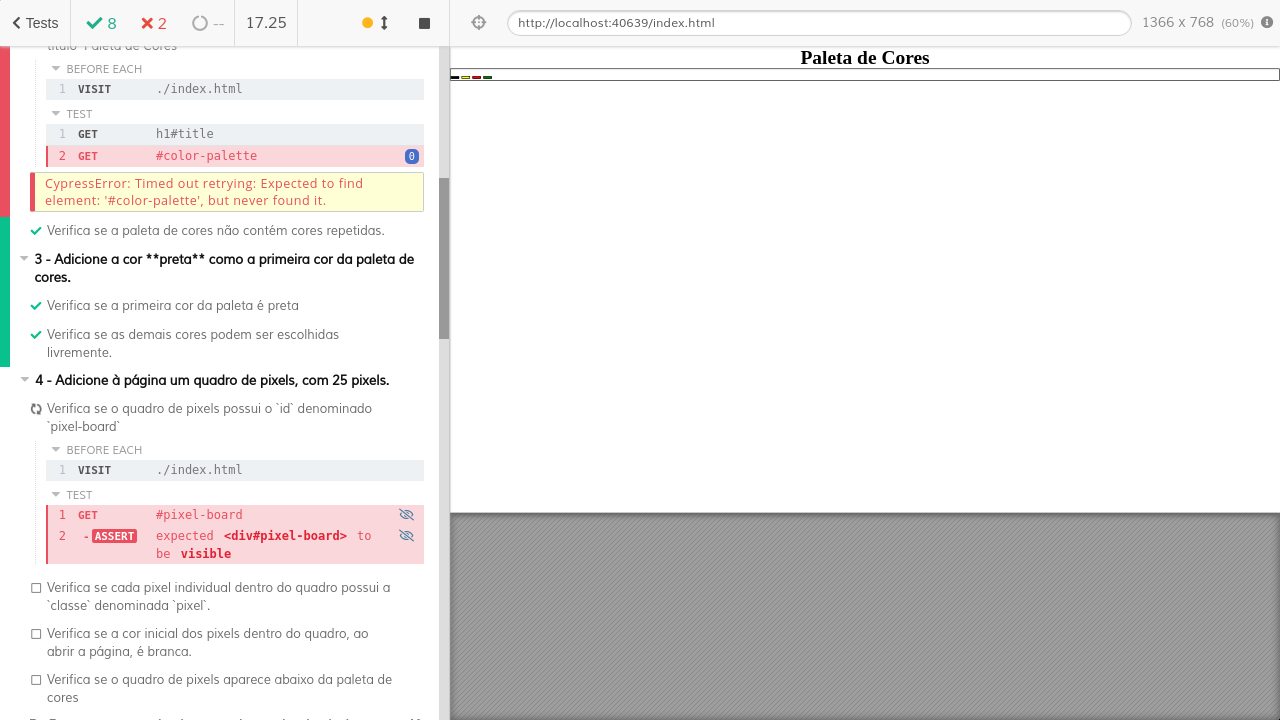 Tests 8 2 -- 17.25
http://localhost:40639/index.html 1366 x 768 (60%)
título "Paleta de Cores"
BEFORE EACH
1 VISIT ./index.html
TEST
1 GET h1#title
2 GET #color-palette 0
CypressError: Timed out retrying: Expected to find
element: '#color-palette', but never found it.
Verifica se a paleta de cores não contém cores repetidas.
3 - Adicione a cor **preta** como a primeira cor da paleta de
cores.
Verifica se a primeira cor da paleta é preta
Verifica se as demais cores podem ser escolhidas
livremente.
4 - Adicione à página um quadro de pixels, com 25 pixels.
Verifica se o quadro de pixels possui o `id` denominado
`pixel-board`
BEFORE EACH
1 VISIT ./index.html
TEST
1 GET #pixel-board
2 -ASSERT expected <div#pixel-board> to
be visible
Verifica se cada pixel individual dentro do quadro possui a
`classe` denominada `pixel`.
Verifica se a cor inicial dos pixels dentro do quadro, ao
abrir a página, é branca.
Verifica se o quadro de pixels aparece abaixo da paleta de
cores
Paleta de Cores